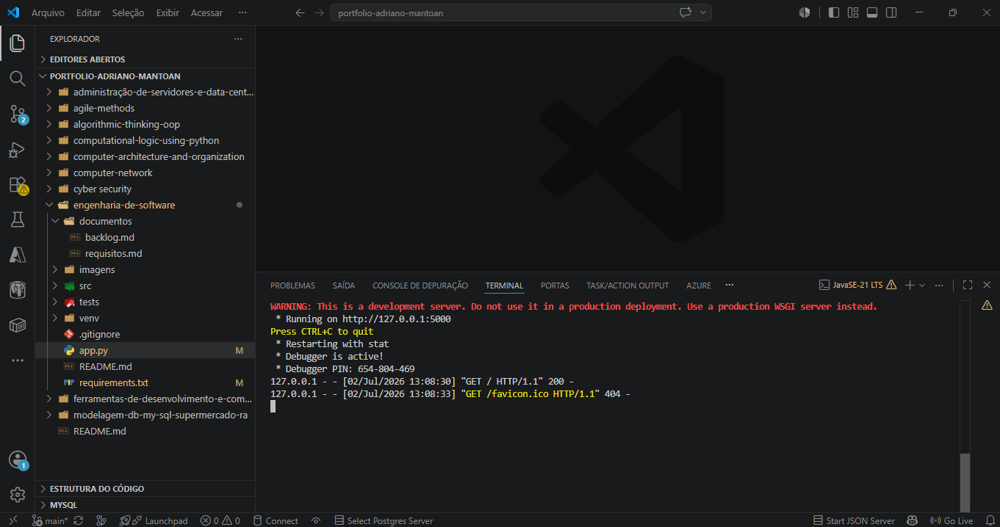 Arquivo Editar Seleção Exibir Acessar ···
portfolio-adriano-mantoan
EXPLORADOR ···
EDITORES ABERTOS
PORTFOLIO-ADRIANO-MANTOAN
administração-de-servidores-e-data-cent...
agile-methods
algorithmic-thinking-oop
computational-logic-using-python
computer-architecture-and-organization
computer-network
cyber security
engenharia-de-software
documentos
backlog.md
requisitos.md
imagens
src
tests
venv
.gitignore
app.py M
README.md
requirements.txt M
ferramentas-de-desenvolvimento-e-com...
modelagem-db-my-sql-supermercado-ra
README.md
ESTRUTURA DO CÓDIGO
MYSQL
2
1
PROBLEMAS SAÍDA CONSOLE DE DEPURAÇÃO TERMINAL PORTAS TASK/ACTION OUTPUT AZURE ···
JavaSE-21 LTS
WARNING: This is a development server. Do not use it in a production deployment. Use a production WSGI server instead.
* Running on http://127.0.0.1:5000
Press CTRL+C to quit
* Restarting with stat
* Debugger is active!
* Debugger PIN: 654-804-469
127.0.0.1 - - [02/Jul/2026 13:08:30] "GET / HTTP/1.1" 200 -
127.0.0.1 - - [02/Jul/2026 13:08:33] "GET /favicon.ico HTTP/1.1" 404 -
main* Launchpad 0 0 Connect Select Postgres Server Start JSON Server Go Live